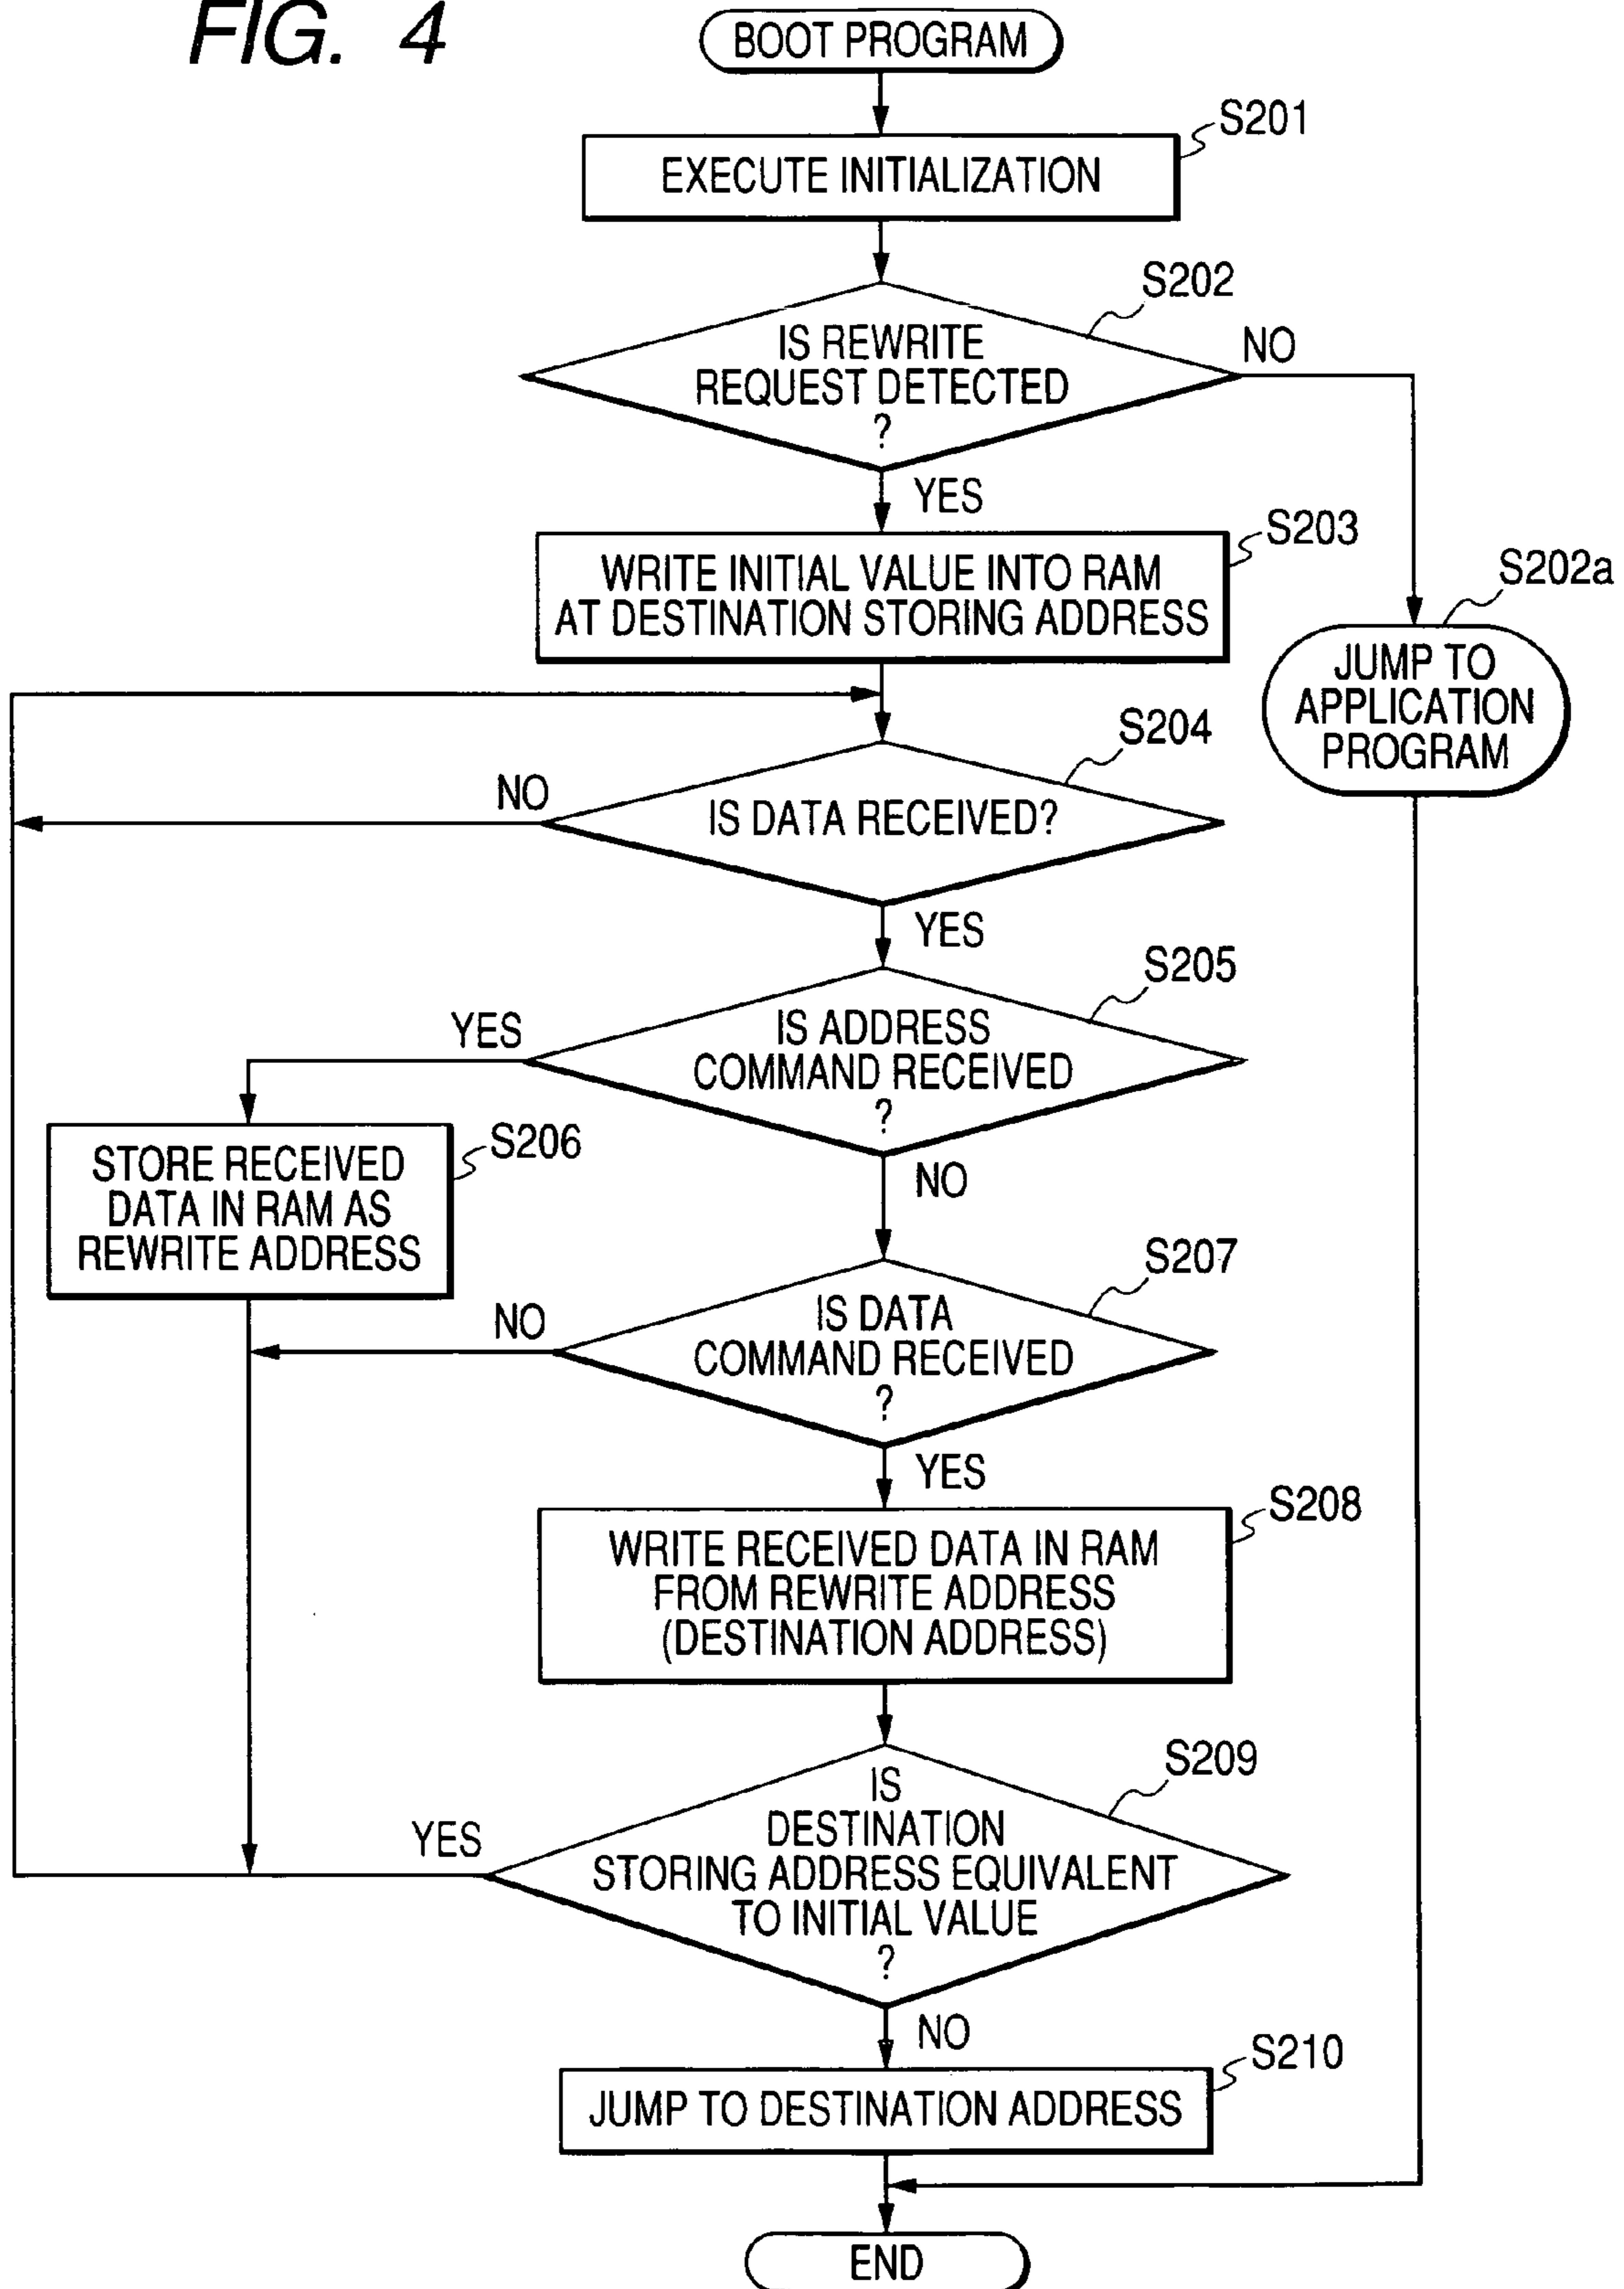 FIG. 4
BOOT PROGRAM
S201
EXECUTE INITIALIZATION
S202
IS REWRITE
REQUEST DETECTED
?
NO
YES
S203
WRITE INITIAL VALUE INTO RAM
AT DESTINATION STORING ADDRESS
S202a
JUMP TO
APPLICATION
PROGRAM
S204
NO
IS DATA RECEIVED?
YES
S205
YES
IS ADDRESS
COMMAND RECEIVED
?
S206
STORE RECEIVED
DATA IN RAM AS
REWRITE ADDRESS
NO
S207
NO
IS DATA
COMMAND RECEIVED
?
YES
S208
WRITE RECEIVED DATA IN RAM
FROM REWRITE ADDRESS
(DESTINATION ADDRESS)
S209
YES
IS
DESTINATION
STORING ADDRESS EQUIVALENT
TO INITIAL VALUE
?
NO
S210
JUMP TO DESTINATION ADDRESS
END